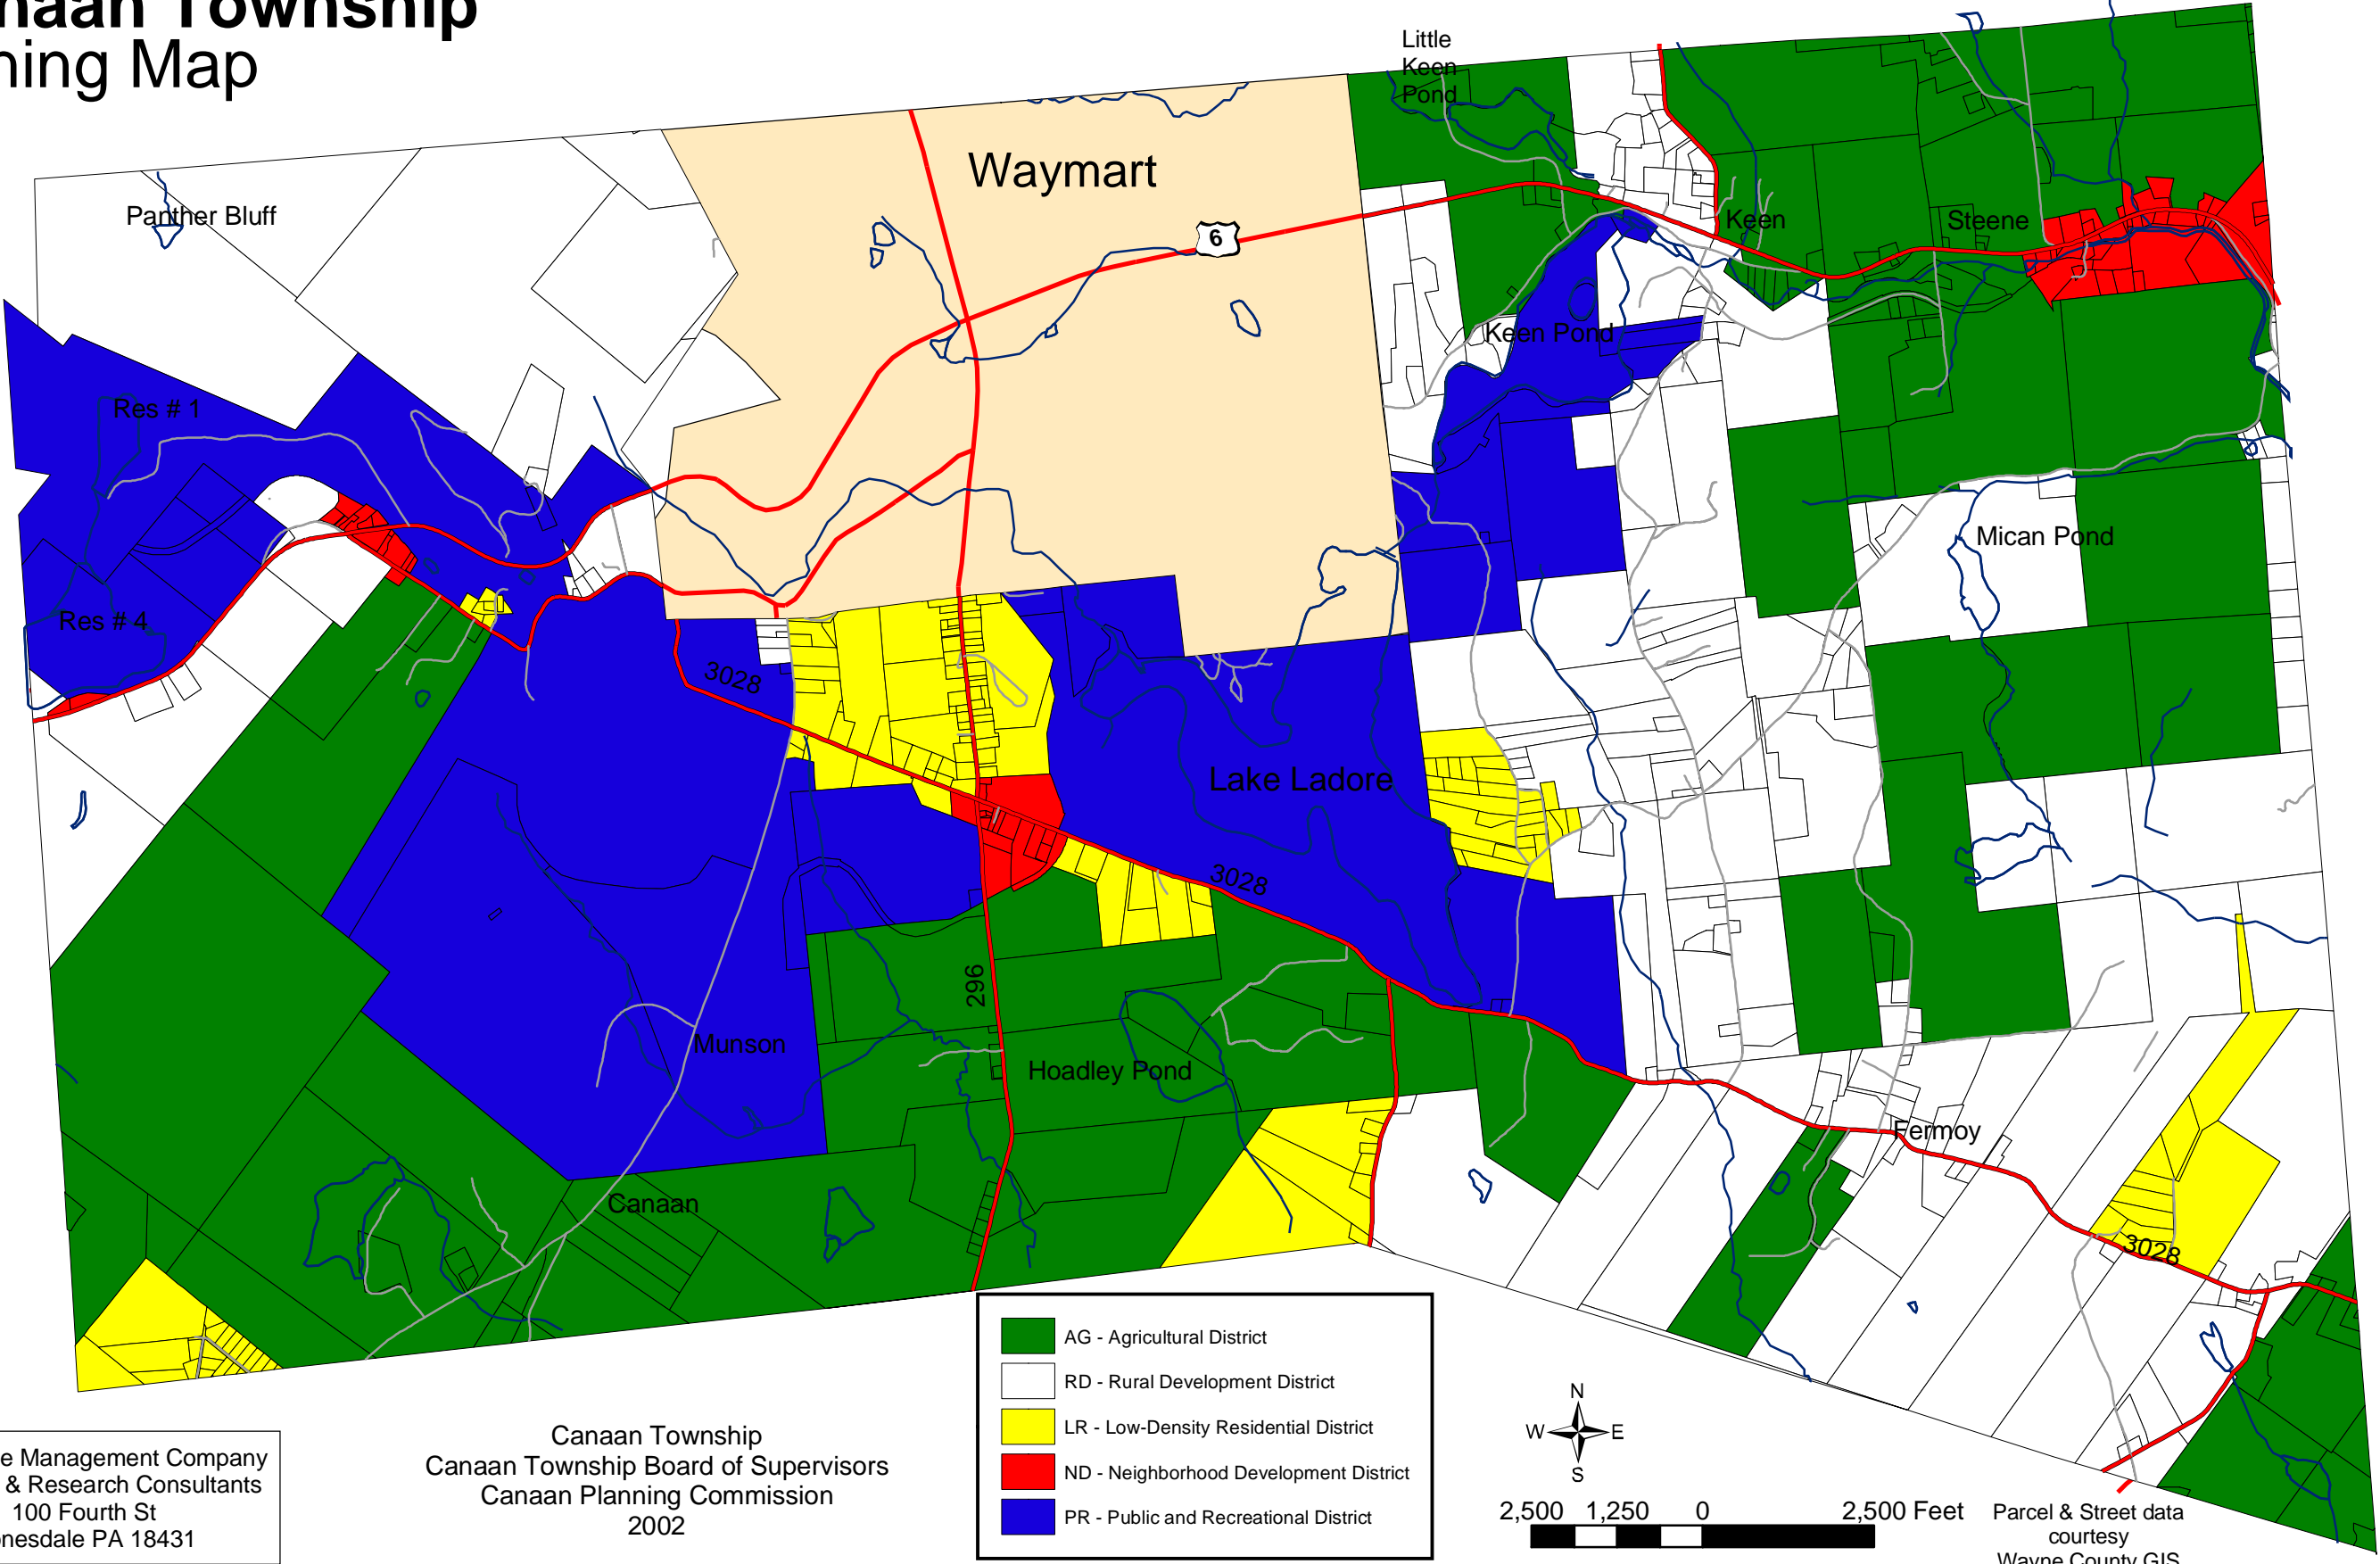 naan Township
ning Map
Little
Keen
Pond
Waymart
Panther Bluff
6
Keen
Steene
Keen Pond
Res # 1
Mican Pond
Res # 4
3028
Lake Ladore
3028
296
Munson
Hoadley Pond
Fermoy
Canaan
3028
AG - Agricultural District
RD - Rural Development District
LR - Low-Density Residential District
ND - Neighborhood Development District
PR - Public and Recreational District
N
W E
S
2,500 1,250 0 2,500 Feet
Parcel & Street data
courtesy
Wayne County GIS
Canaan Township
Canaan Township Board of Supervisors
Canaan Planning Commission
2002
e Management Company
& Research Consultants
100 Fourth St
nesdale PA 18431